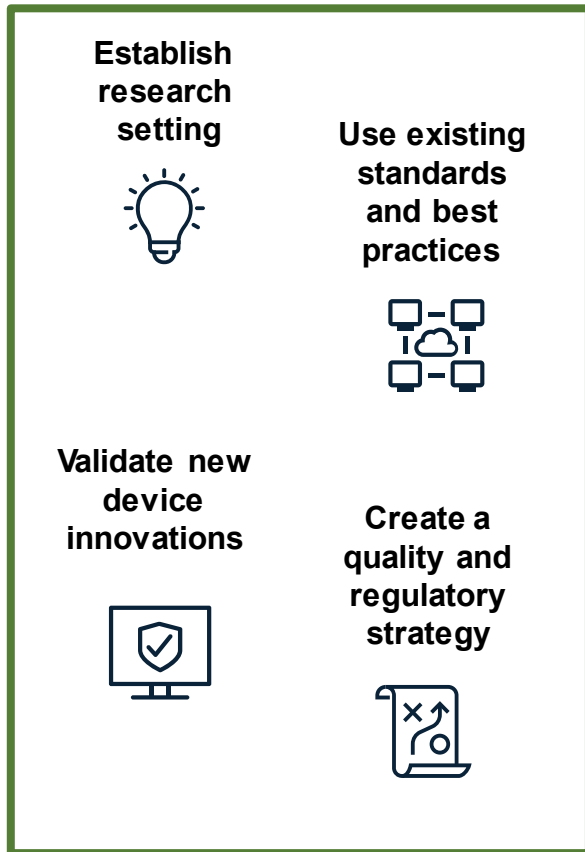 Establish
research
setting
Use existing
standards
and best
practices
Validate new
device
innovations
Create a
quality and
regulatory
strategy